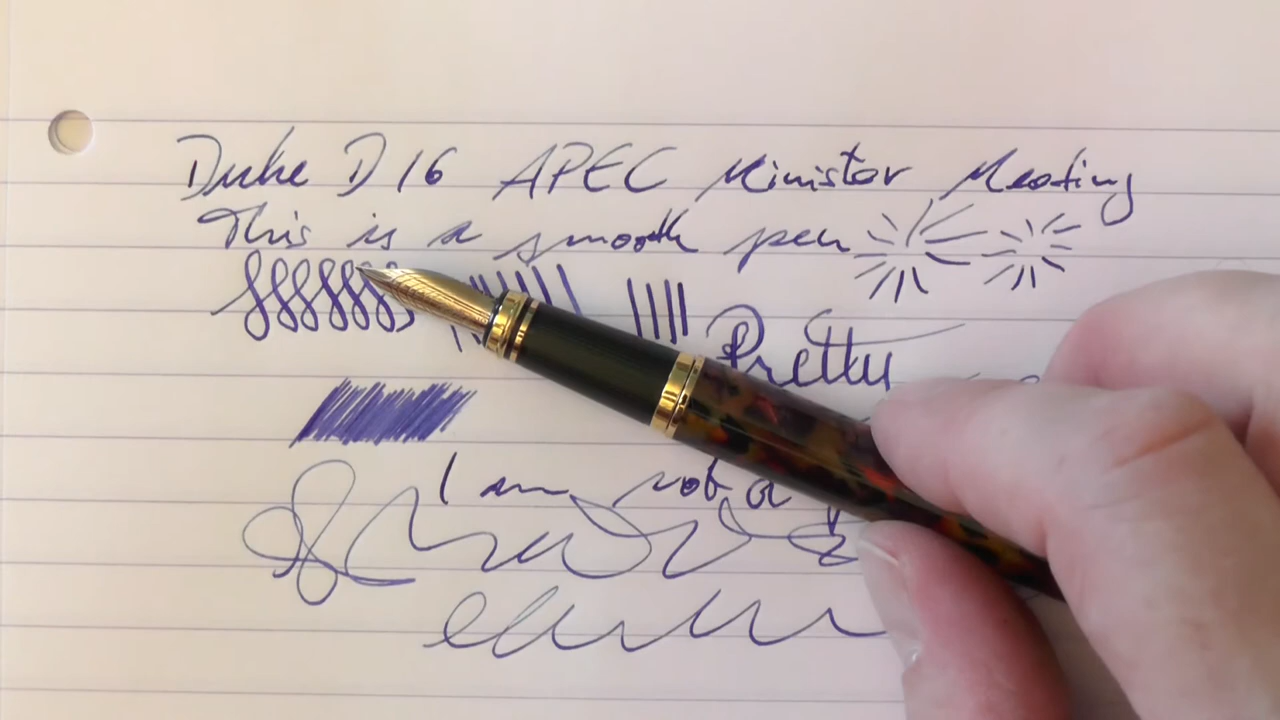 Duke D16 APEC Minister Meeting
This is a smooth pen
Pretty
I am not a